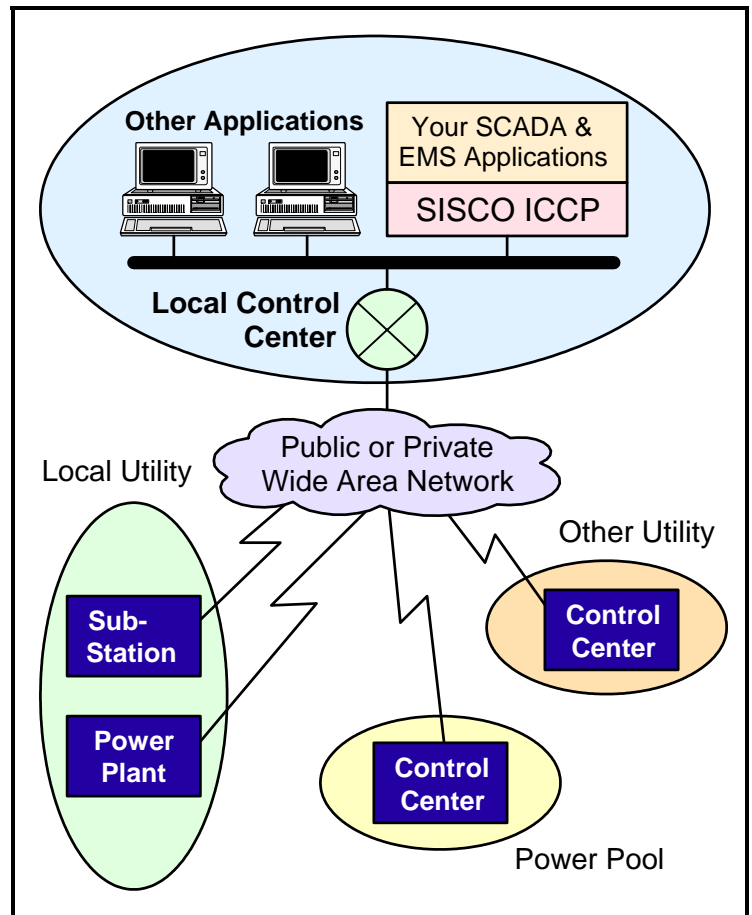 Other Applications
Your SCADA &
EMS Applications
SISCO ICCP
Local Control
Center
Public or Private
Wide Area Network
Local Utility
Sub-
Station
Power
Plant
Other Utility
Control
Center
Control
Center
Power Pool